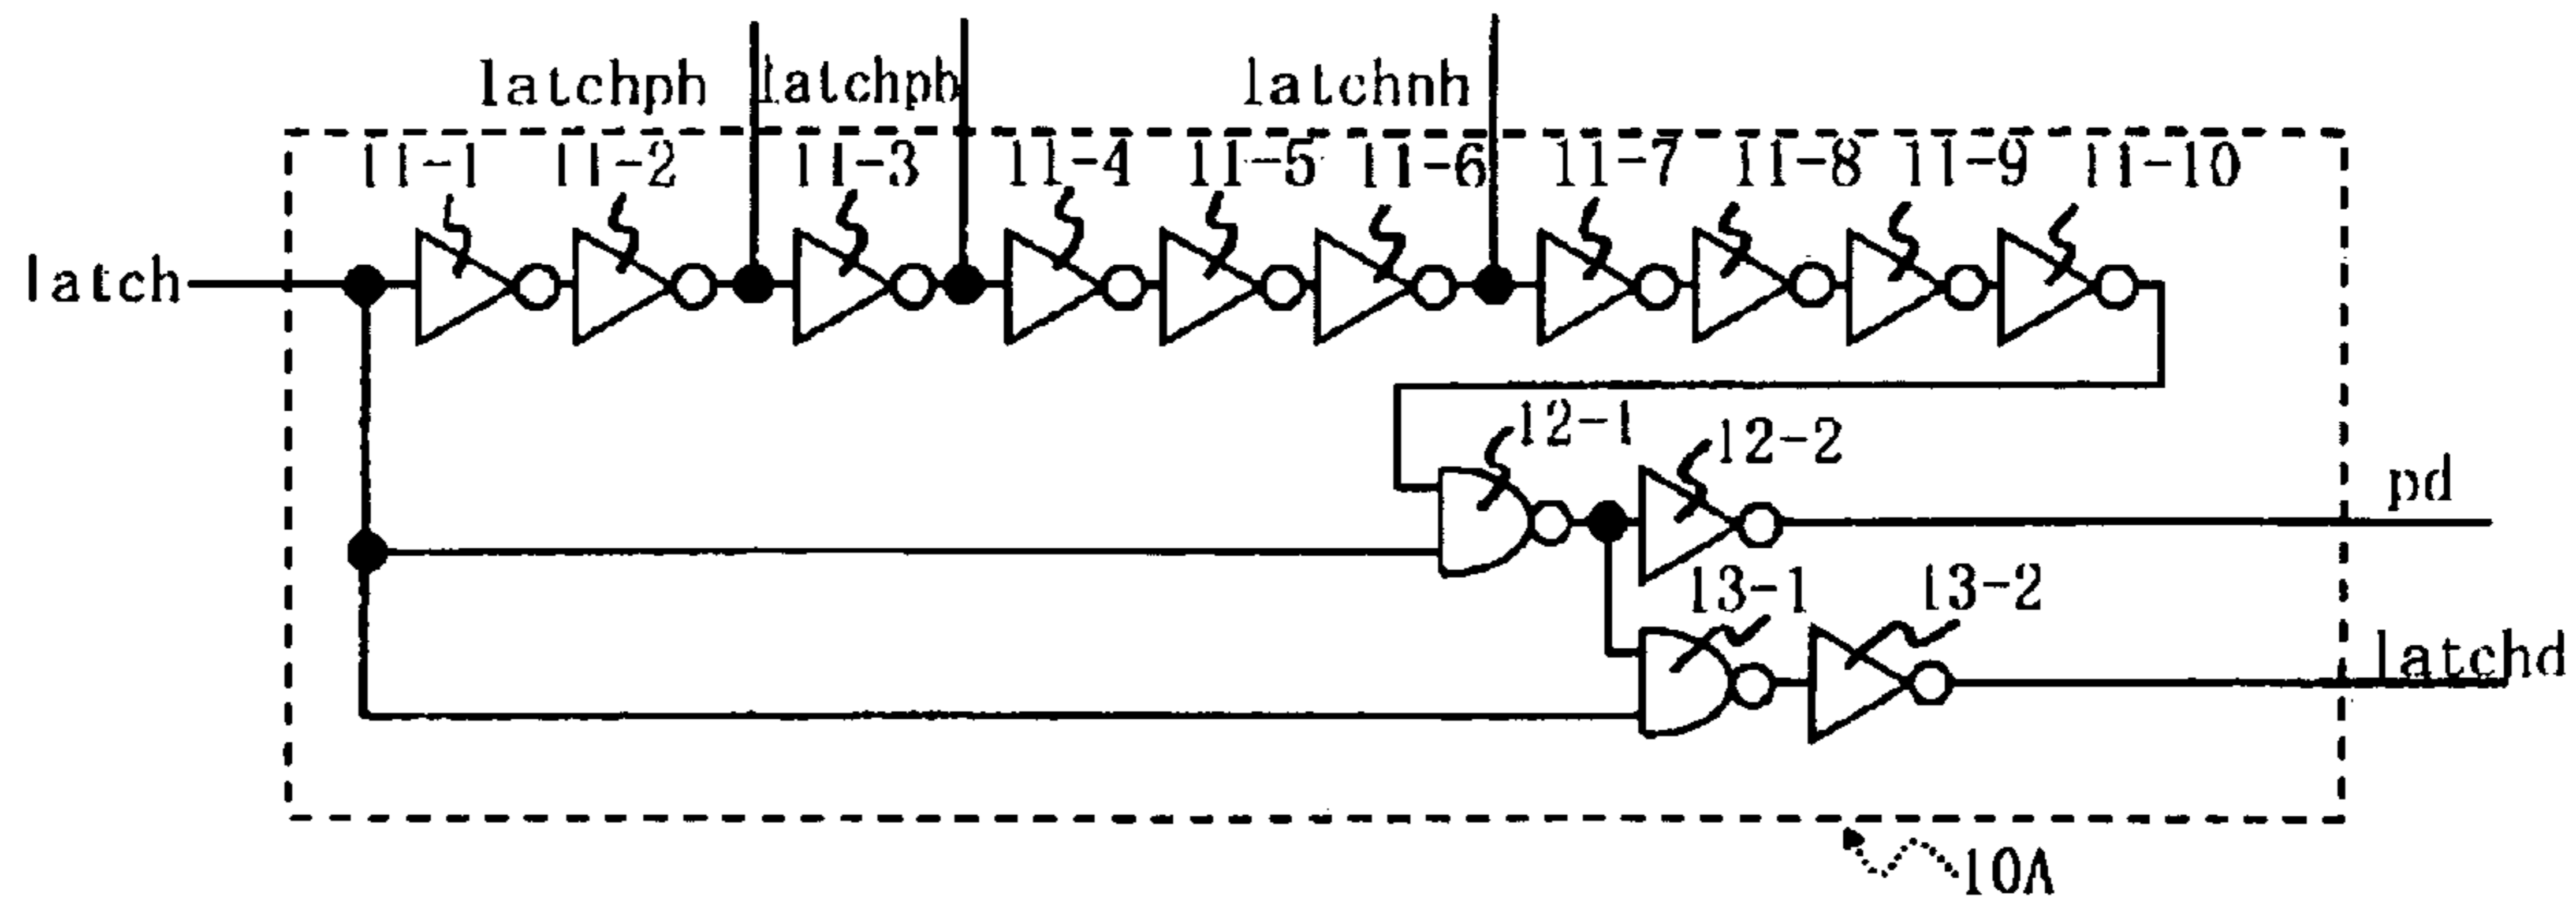 latchph latchpb latchnh
11-1 11-2 11-3 11-4 11-5 11-6 11-7 11-8 11-9 11-10
latch
12-1 12-2
pd
13-1 13-2
latchd
10A